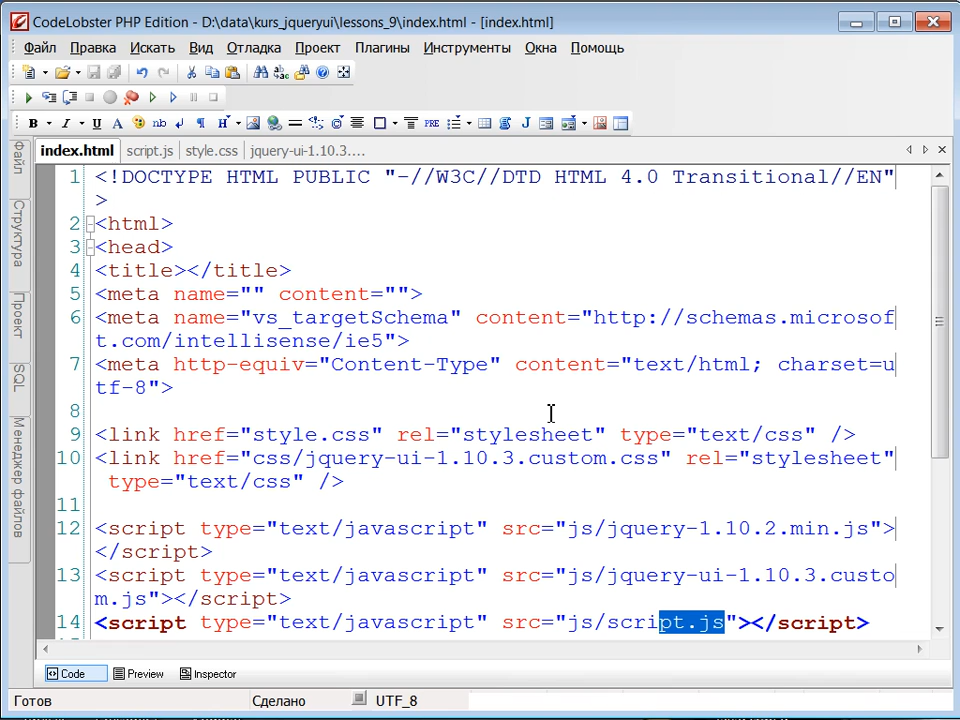 CodeLobster PHP Edition - D:\data\kurs_jqueryui\lessons_9\index.html - [index.html]
Файл Правка Искать Вид Отладка Проект Плагины Инструменты Окна Помощь
B I U A nb ¶ H PRE J
index.html script.js style.css jquery-ui-1.10.3....
Файл
Структура
Проект
SQL
Менеджер файлов
1 <!DOCTYPE HTML PUBLIC "-//W3C//DTD HTML 4.0 Transitional//EN"
>
2 <html>
3 <head>
4 <title></title>
5 <meta name="" content="">
6 <meta name="vs_targetSchema" content="http://schemas.microsof
t.com/intellisense/ie5">
7 <meta http-equiv="Content-Type" content="text/html; charset=u
tf-8">
8
9 <link href="style.css" rel="stylesheet" type="text/css" />
10 <link href="css/jquery-ui-1.10.3.custom.css" rel="stylesheet"
type="text/css" />
11
12 <script type="text/javascript" src="js/jquery-1.10.2.min.js">
</script>
13 <script type="text/javascript" src="js/jquery-ui-1.10.3.custo
m.js"></script>
14 <script type="text/javascript" src="js/script.js"></script>
Code Preview Inspector
Готов Сделано UTF_8